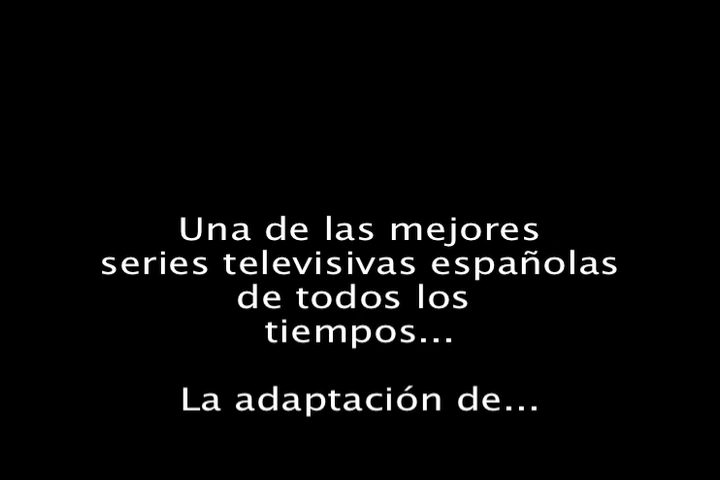 Una de las mejores
series televisivas españolas
de todos los
tiempos...
La adaptación de...